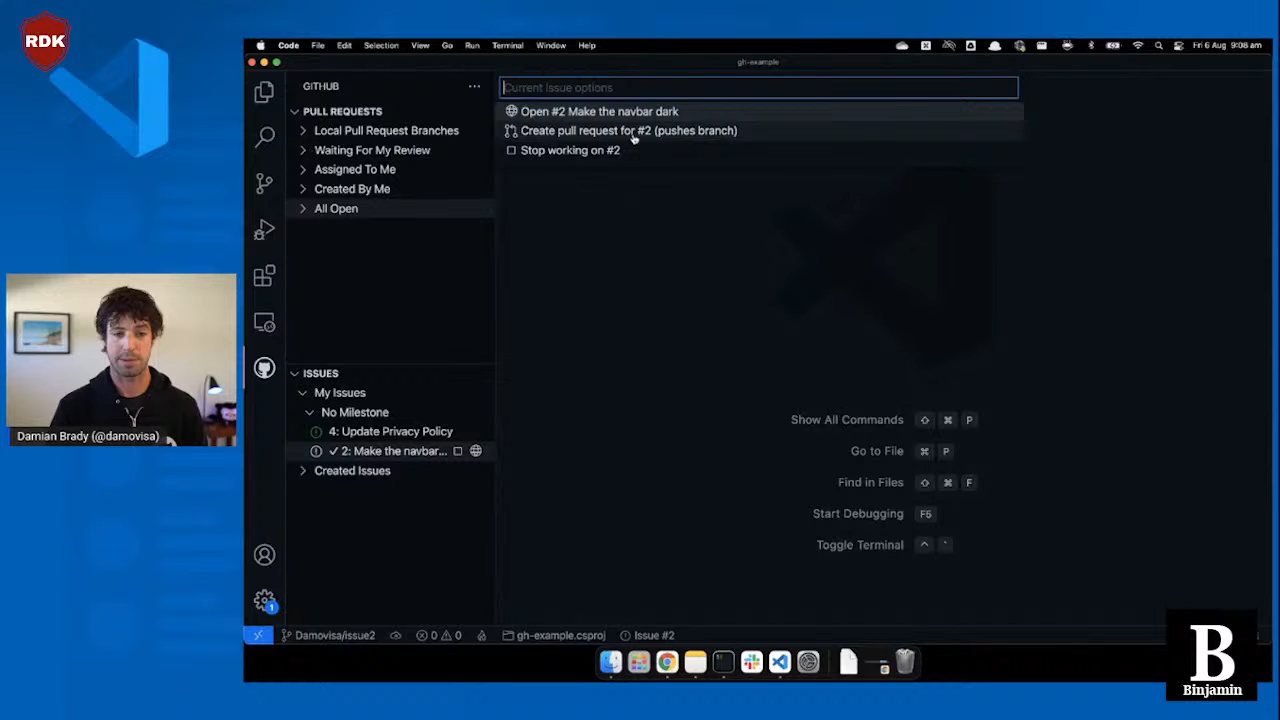 RDK
Code File Edit Selection View Go Run Terminal Window Help
Fri 6 Aug 9:08 am
gh-example
GITHUB
Current issue options
PULL REQUESTS
Open #2 Make the navbar dark
Local Pull Request Branches
Create pull request for #2 (pushes branch)
Waiting For My Review
Stop working on #2
Assigned To Me
Created By Me
All Open
ISSUES
My Issues
No Milestone
4: Update Privacy Policy
✓ 2: Make the navbar...
Created Issues
Show All Commands ⇧ ⌘ P
Go to File ⌘ P
Find in Files ⇧ ⌘ F
Start Debugging F5
Toggle Terminal ^ `
Damian Brady (@damovisa)
1
Damovisa/issue2 0 0 gh-example.csproj Issue #2
B
Binjamin